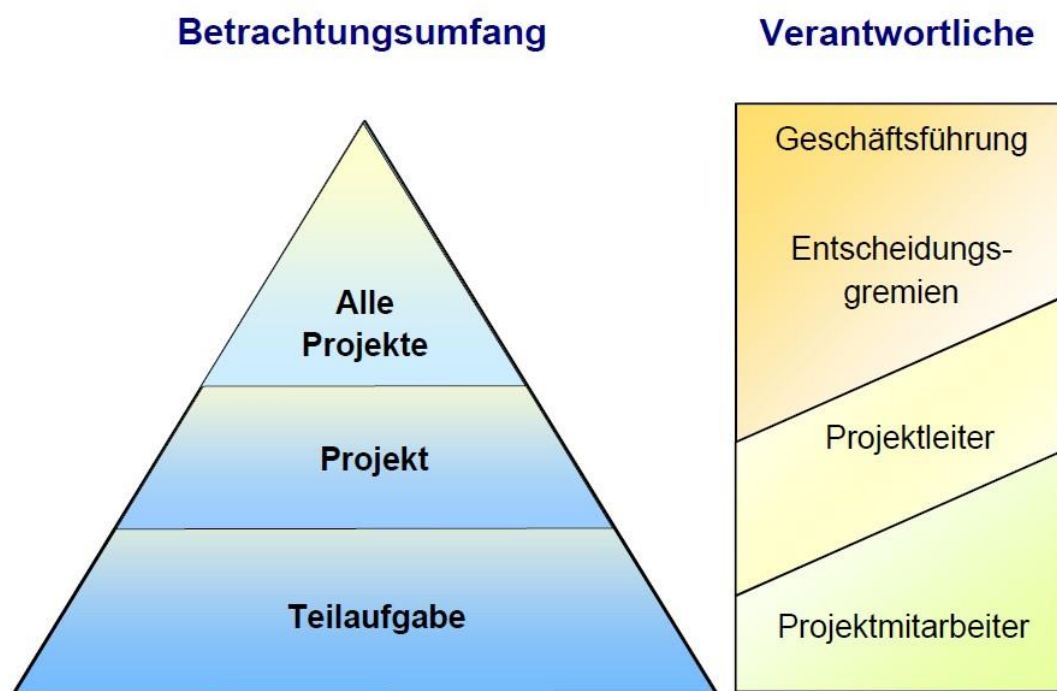 Betrachtungsumfang
Alle
Projekte
Projekt
Teilaufgabe
Verantwortliche
Geschäftsführung
Entscheidungs-
gremien
Projektleiter
Projektmitarbeiter